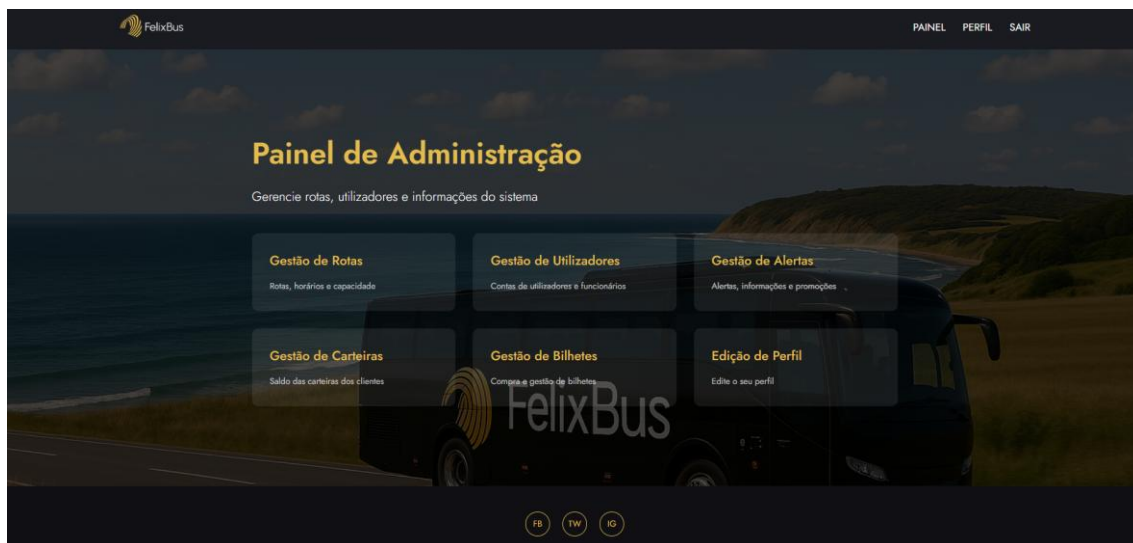 FelixBus
PAINEL PERFIL SAIR
Painel de Administração
Gerencie rotas, utilizadores e informações do sistema
Gestão de Rotas
Rotas, horários e capacidade
Gestão de Utilizadores
Contas de utilizadores e funcionários
Gestão de Alertas
Alertas, informações e promoções
Gestão de Carteiras
Saldo das carteiras dos clientes
Gestão de Bilhetes
Compra e gestão de bilhetes
Edição de Perfil
Edite o seu perfil
FelixBus
FB TW IG